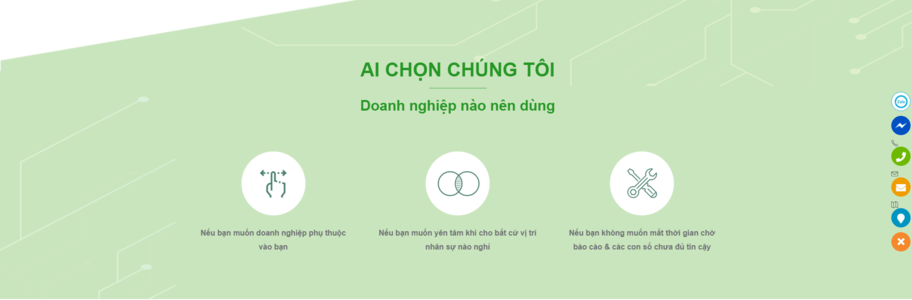 AI CHỌN CHÚNG TÔI
Doanh nghiệp nào nên dùng
Nếu bạn muốn doanh nghiệp phụ thuộc
vào bạn
Nếu bạn muốn yên tâm khi cho bất cứ vị trí
nhân sự nào nghỉ
Nếu bạn không muốn mất thời gian chờ
báo cáo & các con số chưa đủ tin cậy